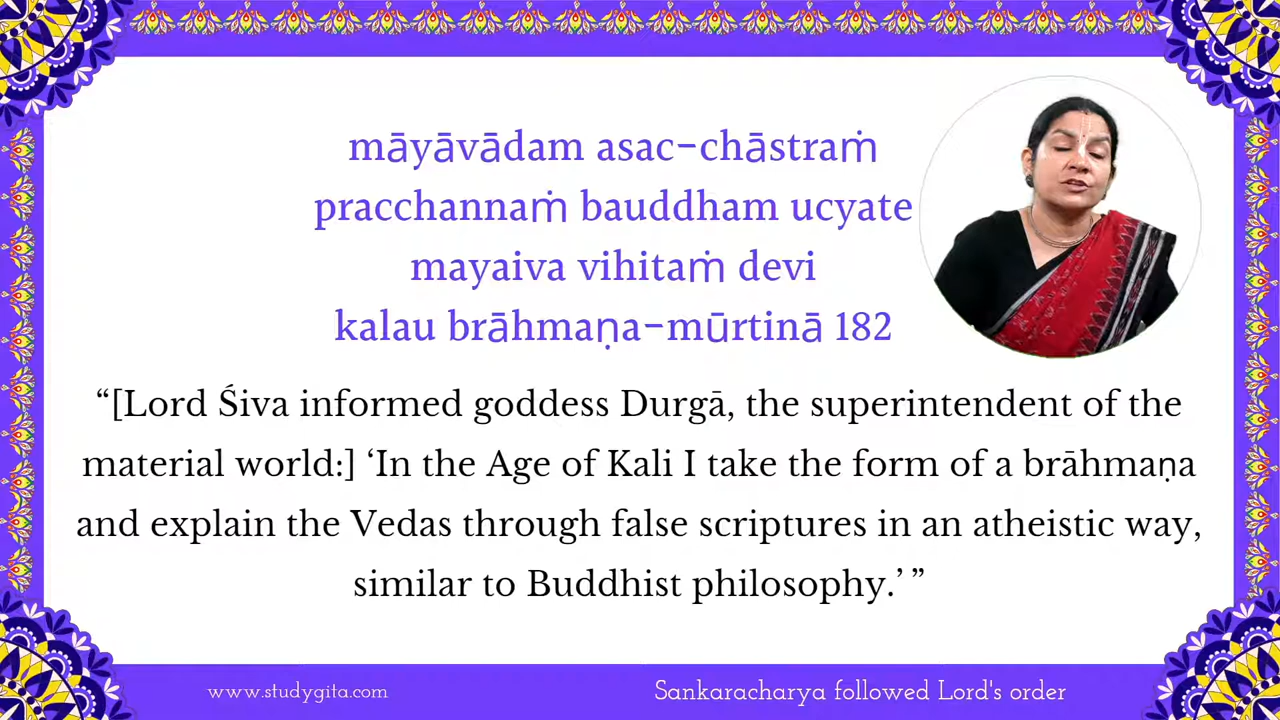 māyāvādam asac-chāstraṁ
pracchannaṁ bauddham ucyate
mayaiva vihitaṁ devi
kalau brāhmaṇa-mūrtinā 182
“[Lord Śiva informed goddess Durgā, the superintendent of the
material world:] ‘In the Age of Kali I take the form of a brāhmaṇa
and explain the Vedas through false scriptures in an atheistic way,
similar to Buddhist philosophy.’ ”
www.studygita.com
Sankaracharya followed Lord's order